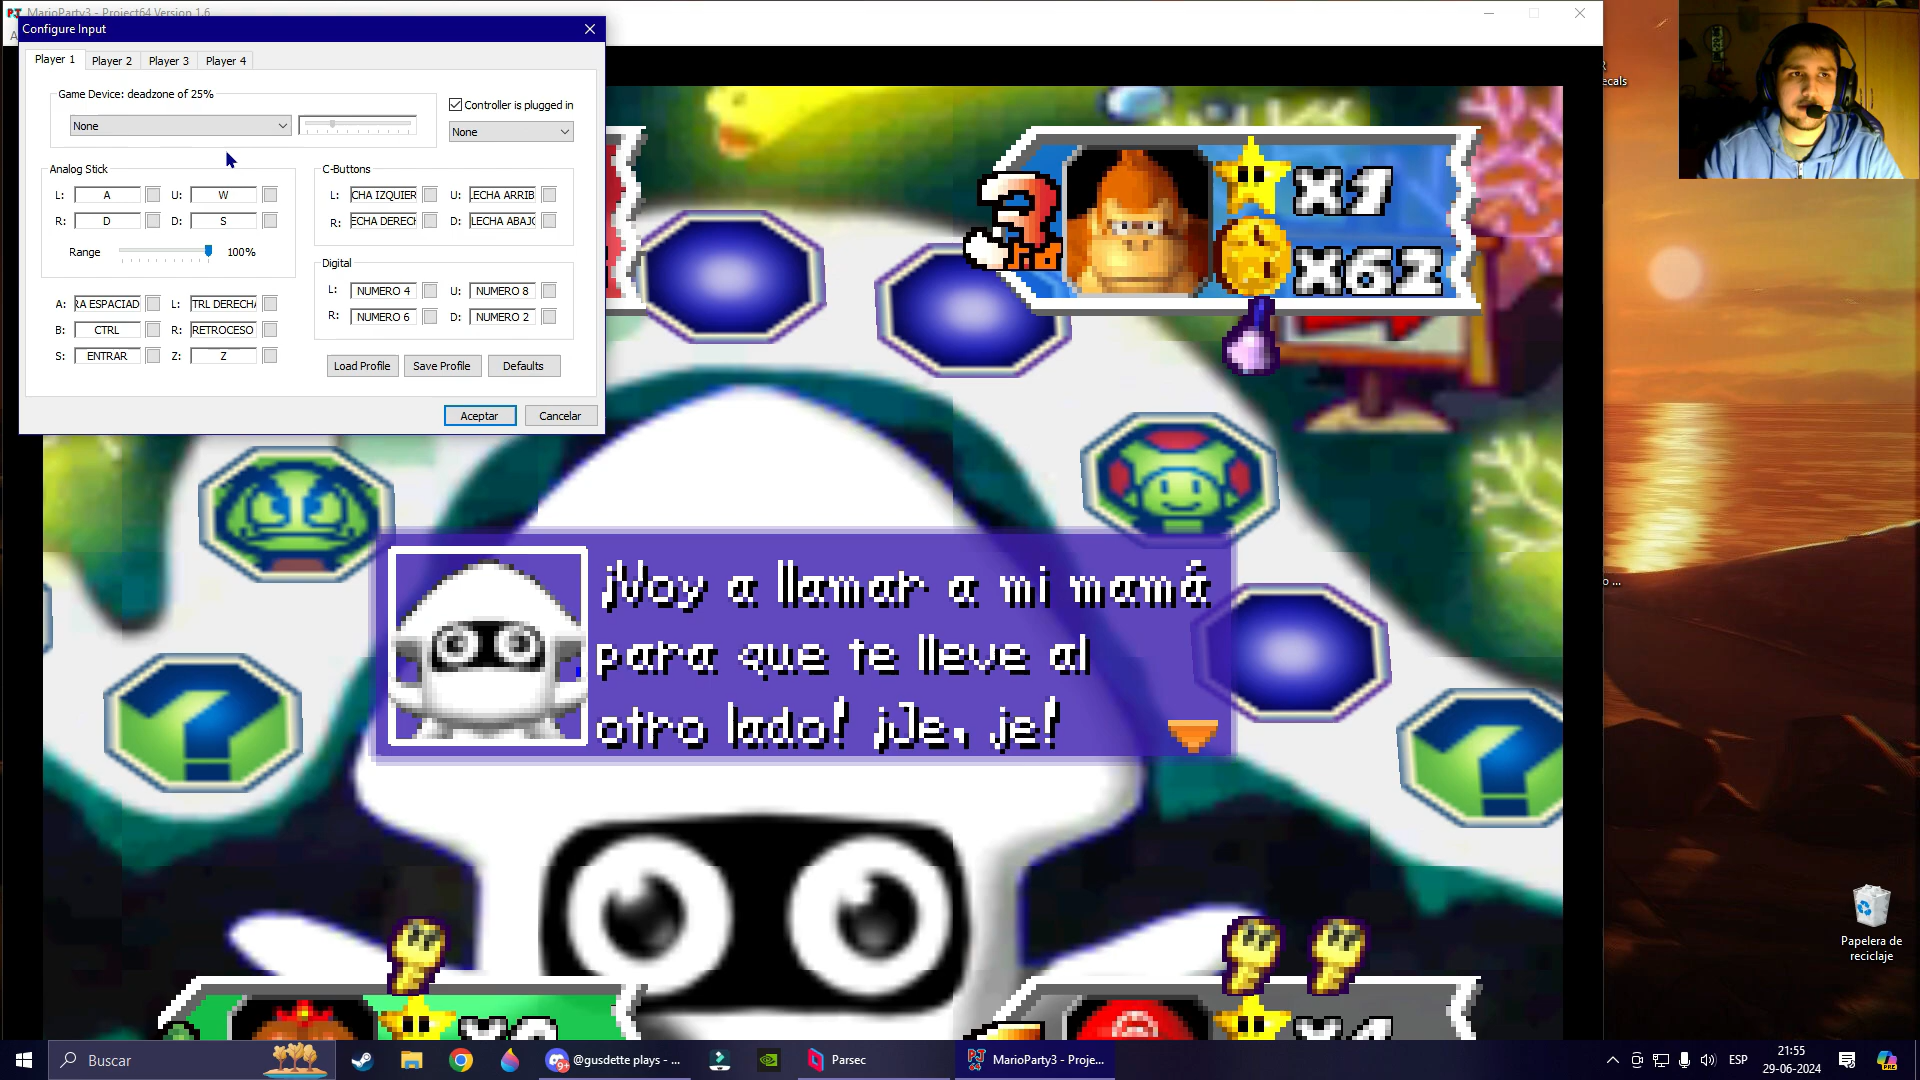 MarioParty3 - Project64 Version 1.6
Configure Input
Player 1
Player 2
Player 3
Player 4
Game Device: deadzone of 25%
None
Controller is plugged in
None
Analog Stick
L: A
U: W
R: D
D: S
Range 100%
C-Buttons
L: CHA IZQUIER
U: LECHA ARRIB
R: ECHA DERECH
D: LECHA ABAJO
Digital
L: NUMERO 4
U: NUMERO 8
R: NUMERO 6
D: NUMERO 2
A: RA ESPACIAD
L: TRL DERECHA
B: CTRL
R: RETROCESO
S: ENTRAR
Z: Z
Load Profile
Save Profile
Defaults
Aceptar
Cancelar
3
X1
X62
¡Voy a llamar a mi mamá
para que te lleve al
otro lado! ¡Je, je!
ecals
o ...
Papelera de
reciclaje
Buscar
@gusdette plays - ...
Parsec
MarioParty3 - Proje...
ESP
21:55
29-06-2024